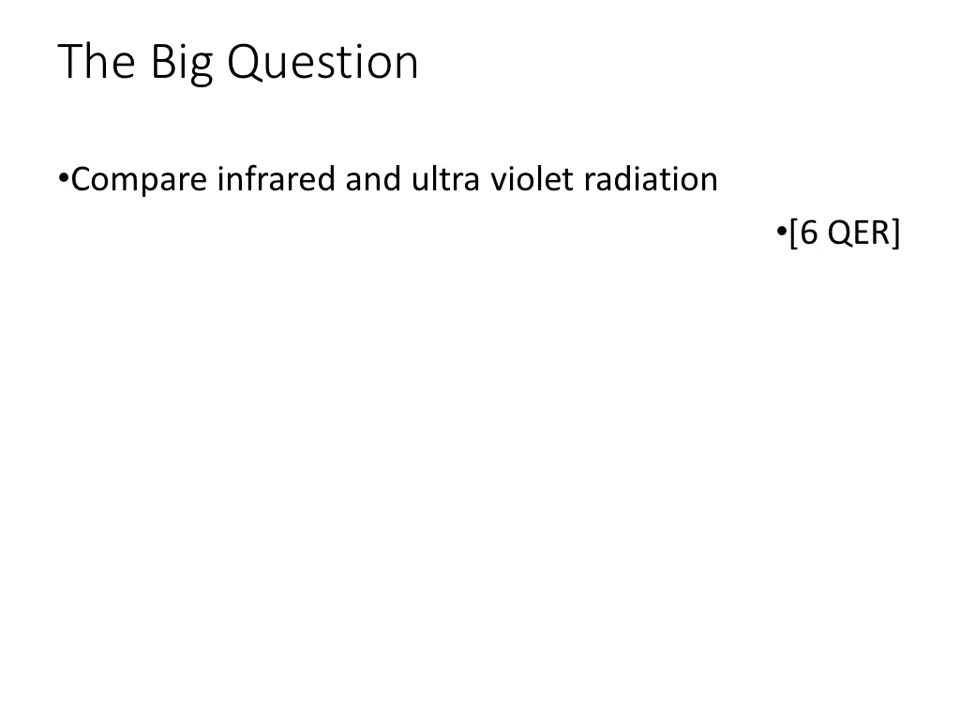 The Big Question
•Compare infrared and ultra violet radiation
•[6 QER]